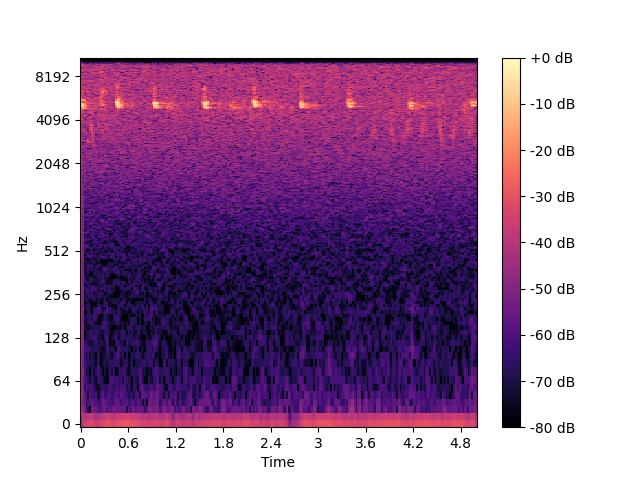 Hz
8192
4096
2048
1024
512
256
128
64
0
0 0.6 1.2 1.8 2.4 3 3.6 4.2 4.8
Time
+0 dB
-10 dB
-20 dB
-30 dB
-40 dB
-50 dB
-60 dB
-70 dB
-80 dB